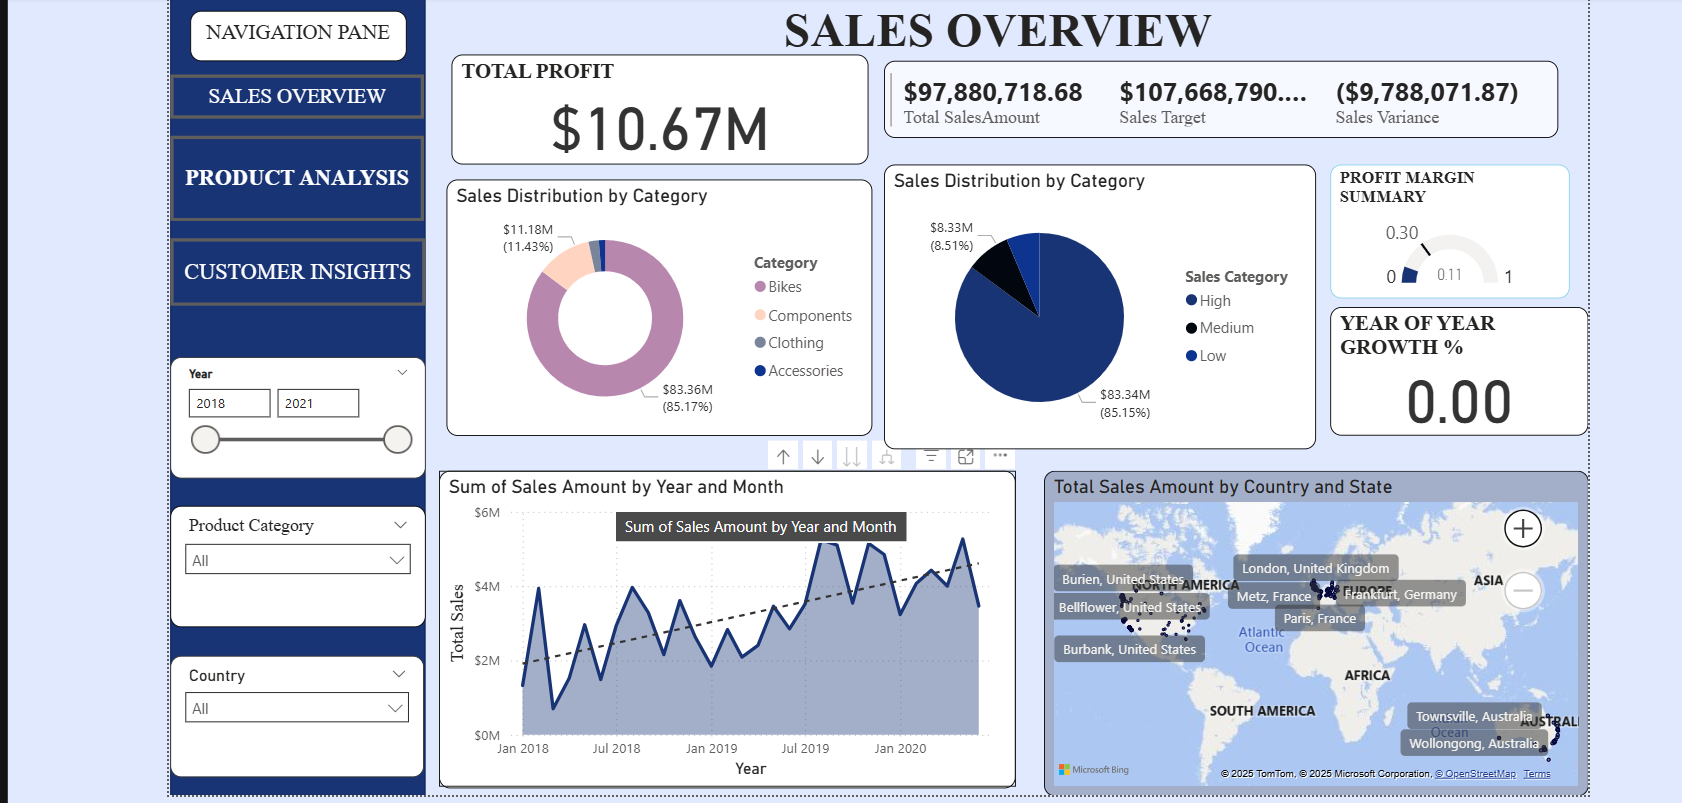 NAVIGATION PANE
SALES OVERVIEW
PRODUCT ANALYSIS
CUSTOMER INSIGHTS
Year
2018
2021
Product Category
All
Country
All
SALES OVERVIEW
TOTAL PROFIT
$10.67M
$97,880,718.68
Total SalesAmount
$107,668,790....
Sales Target
($9,788,071.87)
Sales Variance
Sales Distribution by Category
$11.18M
(11.43%)
$83.36M
(85.17%)
Category
Bikes
Components
Clothing
Accessories
Sales Distribution by Category
$8.33M
(8.51%)
$83.34M
(85.15%)
Sales Category
High
Medium
Low
PROFIT MARGIN
SUMMARY
0.30
0
0.11
1
YEAR OF YEAR
GROWTH %
0.00
Sum of Sales Amount by Year and Month
Sum of Sales Amount by Year and Month
Total Sales
$6M
$4M
$2M
$0M
Jan 2018
Jul 2018
Jan 2019
Jul 2019
Jan 2020
Year
Total Sales Amount by Country and State
London, United Kingdom
Burien, United States
NORTH AMERICA
ASIA
Metz, France
EUROPE
Frankfurt, Germany
Bellflower, United States
Paris, France
Atlantic
Ocean
Burbank, United States
AFRICA
SOUTH AMERICA
Townsville, Australia
AUSTRALI
Ocean
Wollongong, Australia
Microsoft Bing
© 2025 TomTom, © 2025 Microsoft Corporation, © OpenStreetMap Terms